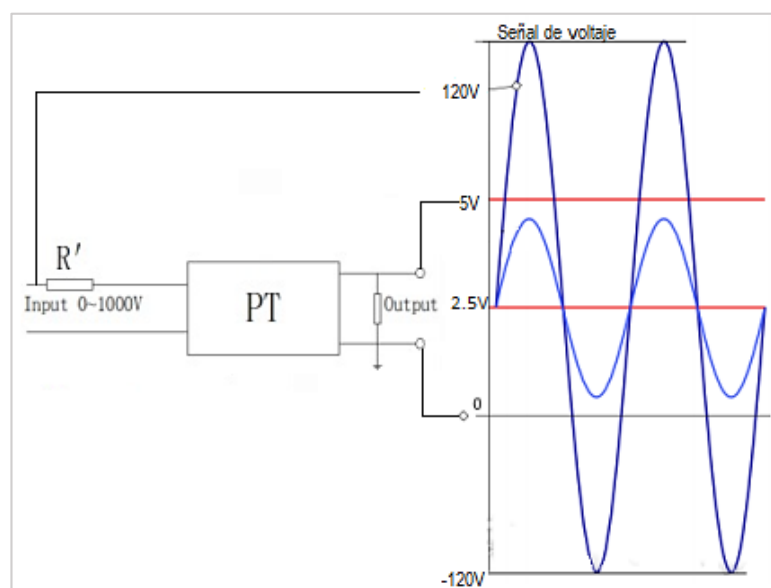 Señal de voltaje
120V
5V
R′
Input 0~1000V
PT
Output
2.5V
0
-120V